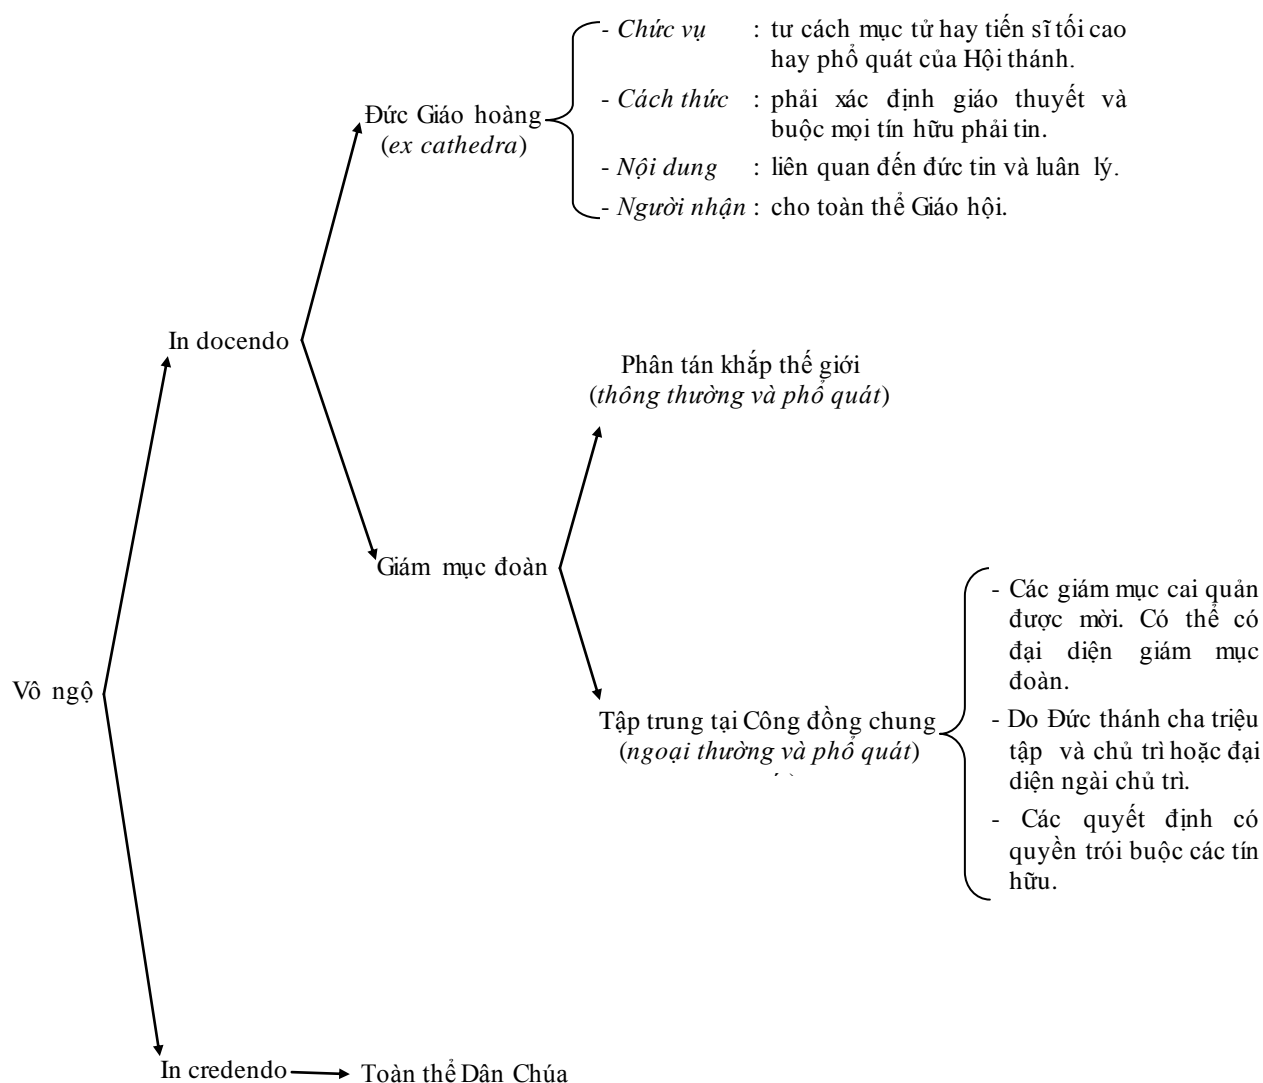 - Chức vụ : tư cách mục tử hay tiến sĩ tối cao
hay phổ quát của Hội thánh.
- Cách thức : phải xác định giáo thuyết và
buộc mọi tín hữu phải tin.
- Nội dung : liên quan đến đức tin và luân lý.
- Người nhận : cho toàn thể Giáo hội.
Đức Giáo hoàng
(ex cathedra)
In docendo
Phân tán khắp thế giới
(thông thường và phổ quát)
Giám mục đoàn
Tập trung tại Công đồng chung
(ngoại thường và phổ quát)
- Các giám mục cai quản
được mời. Có thể có
đại diện giám mục
đoàn.
- Do Đức thánh cha triệu
tập và chủ trì hoặc đại
diện ngài chủ trì.
- Các quyết định có
quyền trói buộc các tín
hữu.
Vô ngộ
In credendo
Toàn thể Dân Chúa